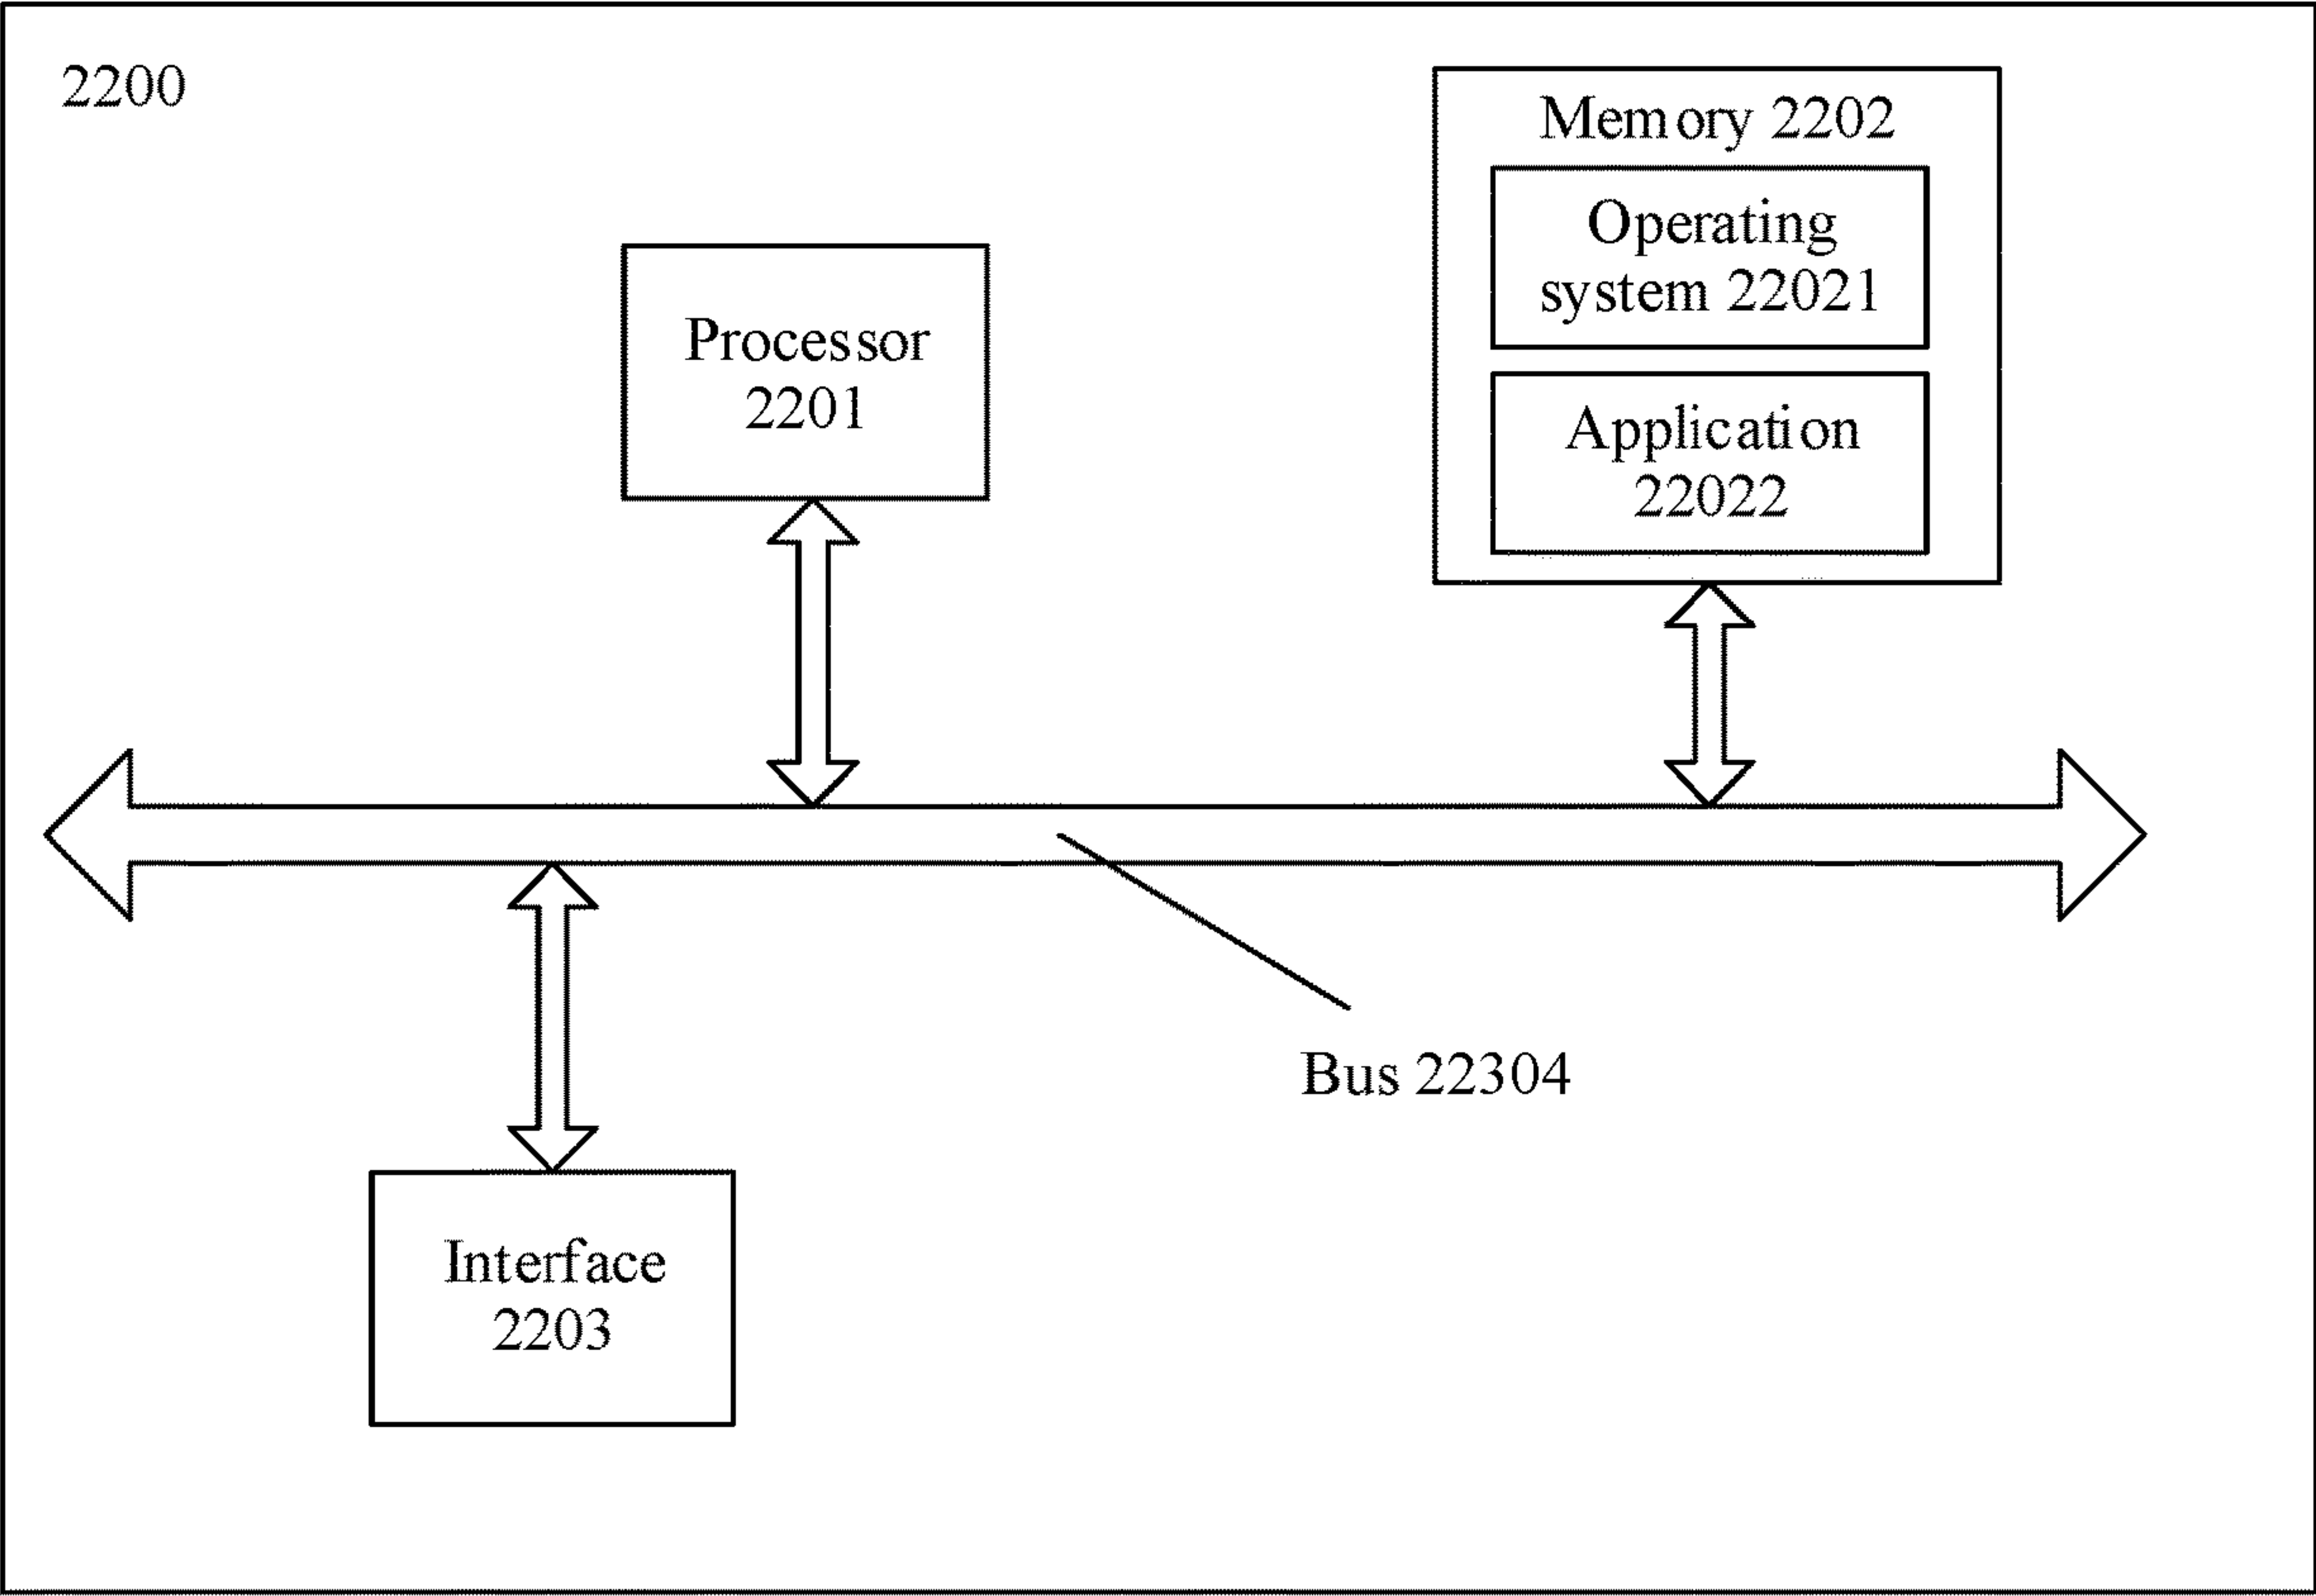 2200
Memory 2202
Operating
system 22021
Application
22022
Processor
2201
Bus 22304
Interface
2203